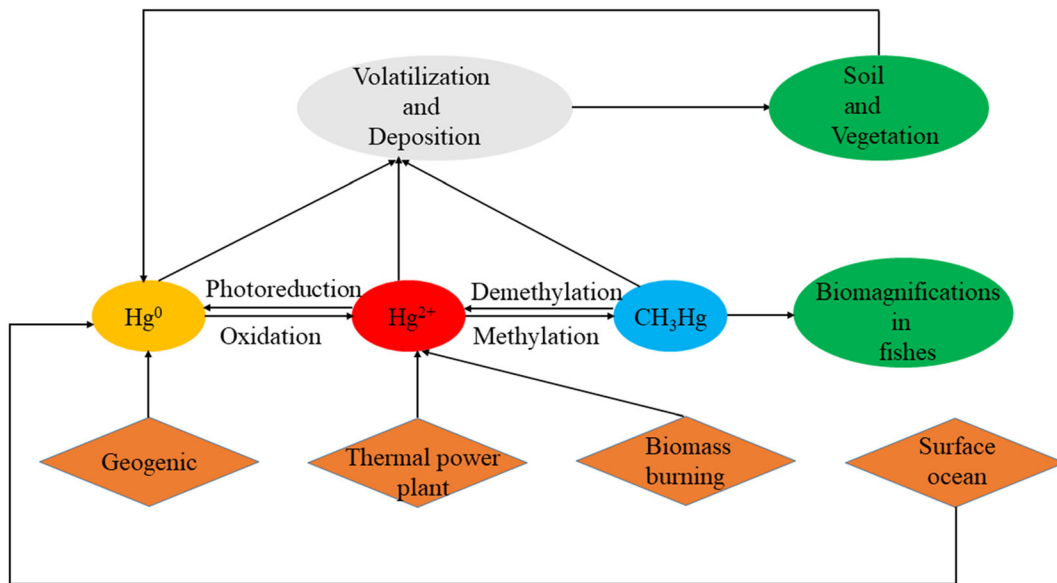 Volatilization
and
Deposition
Soil
and
Vegetation
Photoreduction
Demethylation
Hg⁰
Hg²⁺
CH₃Hg
Oxidation
Methylation
Biomagnifications
in
fishes
Geogenic
Thermal power
plant
Biomass
burning
Surface
ocean